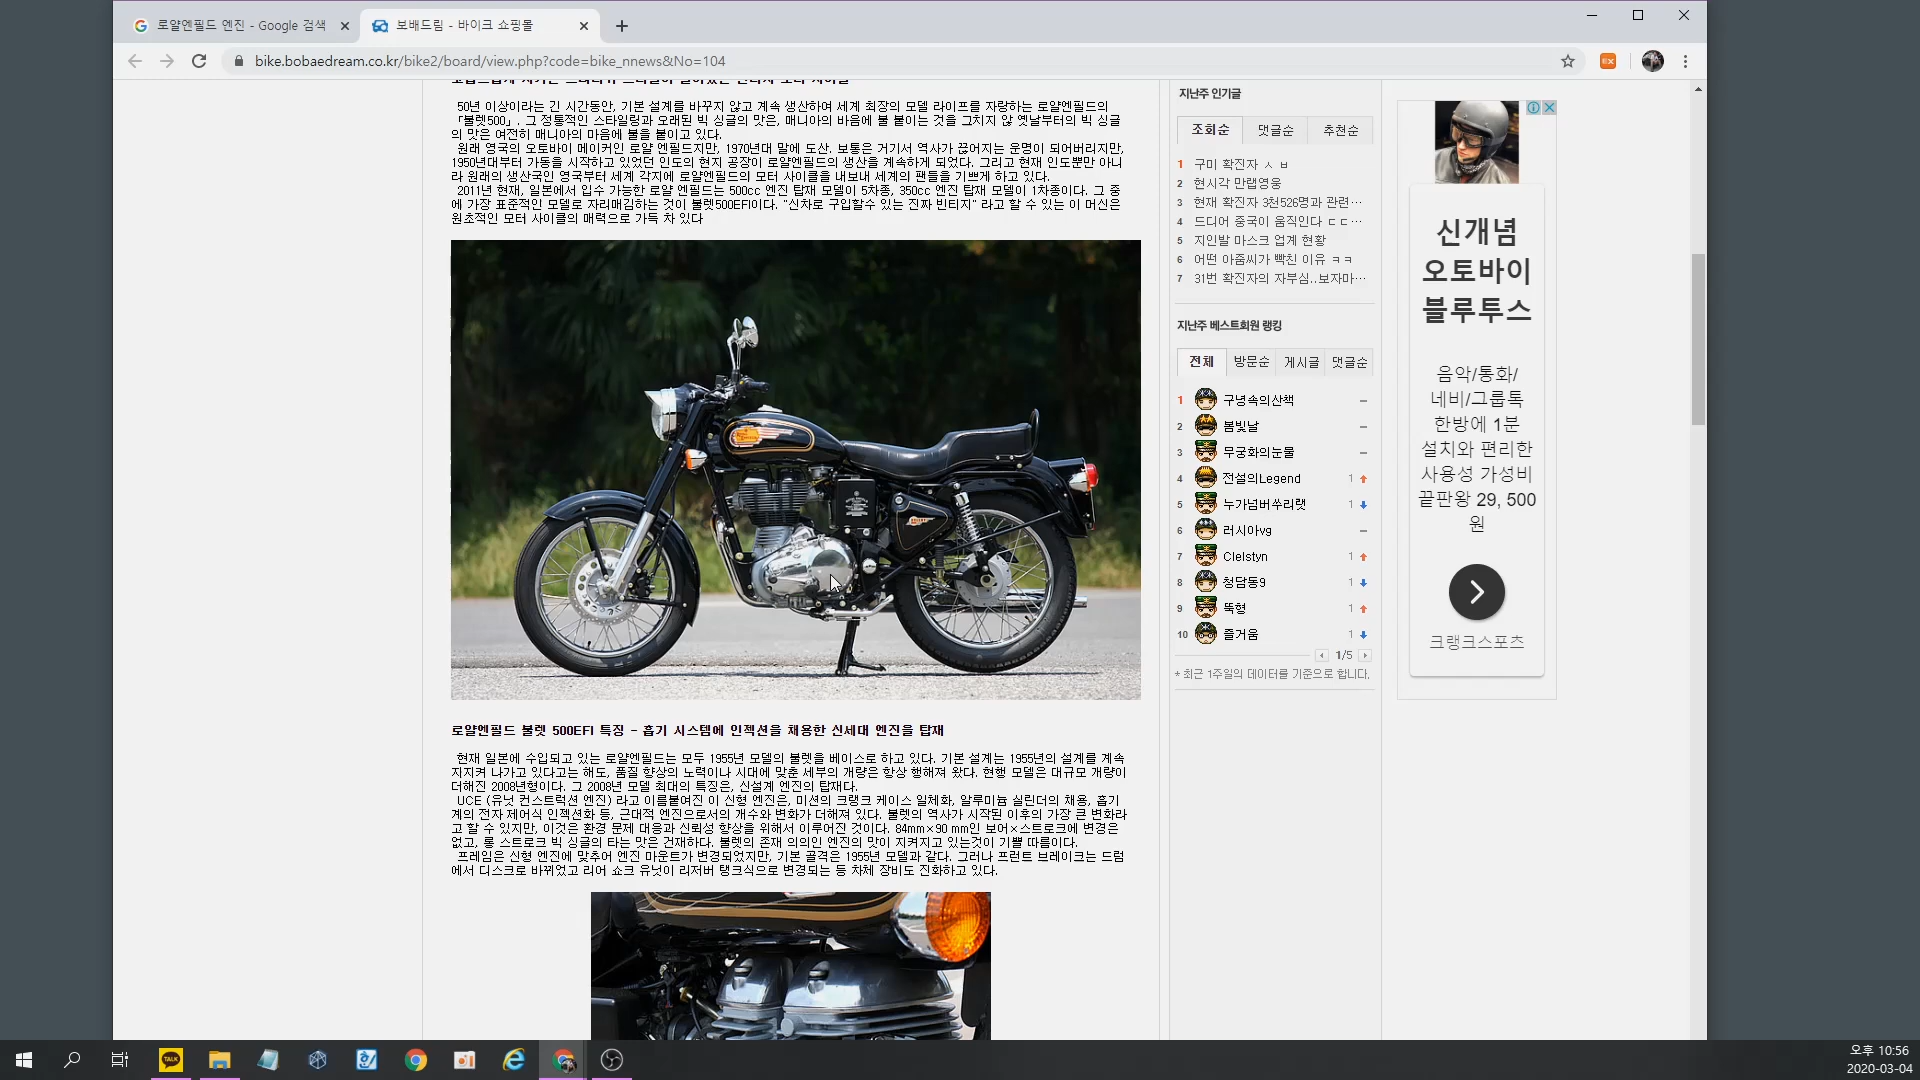 로얄엔필드 엔진 - Google 검색
보배드림 - 바이크 쇼핑몰
bike.bobaedream.co.kr/bike2/board/view.php?code=bike_nnews&No=104
50년 이상이라는 긴 시간동안, 기본 설계를 바꾸지 않고 계속 생산하여 세계 최장의 모델 라이프를 자랑하는 로얄엔필드의
「불렛500」. 그 정통적인 스타일링과 오래된 빅 싱글의 맛은, 매니아의 바음에 불 붙이는 것을 그치지 않 옛날부터의 빅 싱글
의 맛은 여전히 매니아의 마음에 불을 붙이고 있다.
원래 영국의 오토바이 메이커인 로얄 엔필드지만, 1970년대 말에 도산. 보통은 거기서 역사가 끊어지는 운명이 되어버리지만,
1950년대부터 가동을 시작하고 있었던 인도의 현지 공장이 로얄엔필드의 생산을 계속하게 되었다. 그리고 현재 인도뿐만 아니
라 원래의 생산국인 영국부터 세계 각지에 로얄엔필드의 모터 사이클을 내보내 세계의 팬들을 기쁘게 하고 있다.
2011년 현재, 일본에서 입수 가능한 로얄 엔필드는 500cc 엔진 탑재 모델이 5차종, 350cc 엔진 탑재 모델이 1차종이다. 그 중
에 가장 표준적인 모델로 자리매김하는 것이 불렛500EFI이다. "신차로 구입할수 있는 진짜 빈티지" 라고 할 수 있는 이 머신은
원초적인 모터 사이클의 매력으로 가득 차 있다
로얄엔필드 불렛 500EFI 특징 - 흡기 시스템에 인젝션을 채용한 신세대 엔진을 탑재
현재 일본에 수입되고 있는 로얄엔필드는 모두 1955년 모델의 불렛을 베이스로 하고 있다. 기본 설계는 1955년의 설계를 계속
지지켜 나가고 있다고는 해도, 품질 향상의 노력이나 시대에 맞춘 세부의 개량은 항상 행해져 왔다. 현행 모델은 대규모 개량이
더해진 2008년형이다. 그 2008년 모델 최대의 특징은, 신설계 엔진의 탑재다.
UCE (유닛 컨스트럭션 엔진) 라고 이름붙여진 이 신형 엔진은, 미션의 크랭크 케이스 일체화, 알루미늄 실린더의 채용, 흡기
계의 전자 제어식 인젝션화 등, 근대적 엔진으로서의 개수와 변화가 더해져 있다. 불렛의 역사가 시작된 이후의 가장 큰 변화라
고 할 수 있지만, 이것은 환경 문제 대응과 신뢰성 향상을 위해서 이루어진 것이다. 84mm×90 mm인 보어×스트로크에 변경은
없고, 롱 스트로크 빅 싱글의 타는 맛은 건재하다. 불렛의 존재 의의인 엔진의 맛이 지켜지고 있는것이 기쁠 따름이다.
프레임은 신형 엔진에 맞추어 엔진 마운트가 변경되었지만, 기본 골격은 1955년 모델과 같다. 그러나 프런트 브레이크는 드럼
에서 디스크로 바뀌었고 리어 쇼크 유닛이 리저버 탱크식으로 변경되는 등 차체 장비도 진화하고 있다.
지난주 인기글
조회순 댓글순 추천순
1 구미 확진자 ㅅ ㅂ
2 현시각 만랩영웅
3 현재 확진자 3천526명과 관련…
4 드디어 중국이 움직인다 ㄷㄷ…
5 지인발 마스크 업계 현황
6 어떤 아줌씨가 빡친 이유 ㅋㅋ
7 31번 확진자의 자부심..보자마…
지난주 베스트회원 랭킹
전체 방문순 게시글 댓글순
1 구녕속의산책 –
2 봄빛날 –
3 무궁화의눈물 –
4 전설의Legend 1
5 누가넘버쑤리랫 1
6 러시아vg –
7 Clelstyn 1
8 청담동9 1
9 뚝형 1
10 즐거움 1
1/5
* 최근 1주일의 데이터를 기준으로 합니다.
신개념
오토바이
블루투스
음악/통화/
네비/그룹톡
한방에 1분
설치와 편리한
사용성 가성비
끝판왕 29, 500
원
크랭크스포츠
TALK
오후 10:56
2020-03-04